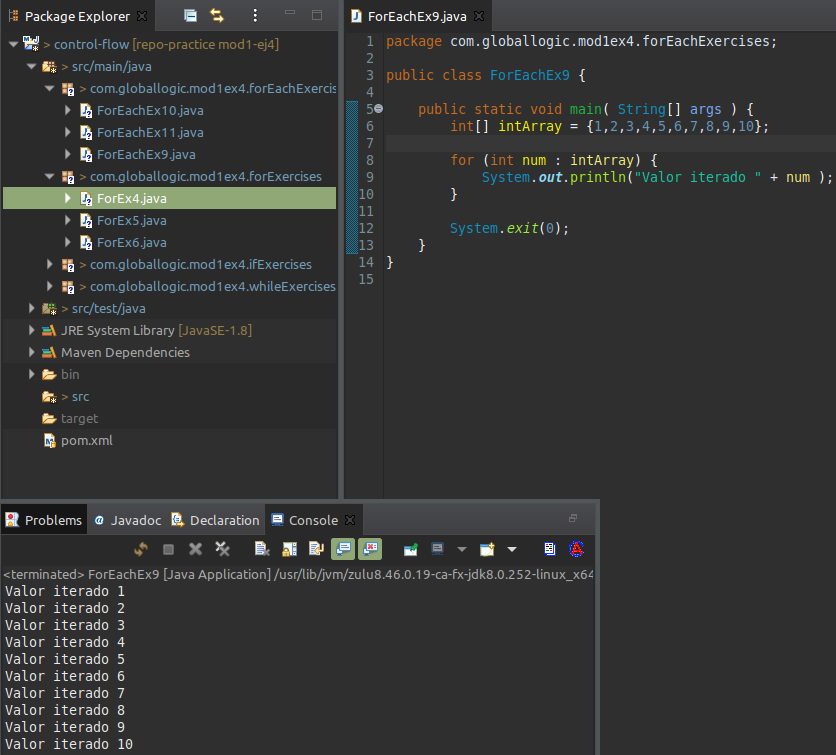 Package Explorer
> control-flow [repo-practice mod1-ej4]
> src/main/java
> com.globallogic.mod1ex4.forEachExercis
ForEachEx10.java
ForEachEx11.java
ForEachEx9.java
> com.globallogic.mod1ex4.forExercises
ForEx4.java
ForEx5.java
ForEx6.java
> com.globallogic.mod1ex4.ifExercises
> com.globallogic.mod1ex4.whileExercises
> src/test/java
JRE System Library [JavaSE-1.8]
Maven Dependencies
bin
> src
target
pom.xml
ForEachEx9.java
1 package com.globallogic.mod1ex4.forEachExercises;
2
3 public class ForEachEx9 {
4
5 public static void main( String[] args ) {
6 int[] intArray = {1,2,3,4,5,6,7,8,9,10};
7
8 for (int num : intArray) {
9 System.out.println("Valor iterado " + num );
10 }
11
12 System.exit(0);
13 }
14 }
15
Problems @ Javadoc Declaration Console
<terminated> ForEachEx9 [Java Application] /usr/lib/jvm/zulu8.46.0.19-ca-fx-jdk8.0.252-linux_x64
Valor iterado 1
Valor iterado 2
Valor iterado 3
Valor iterado 4
Valor iterado 5
Valor iterado 6
Valor iterado 7
Valor iterado 8
Valor iterado 9
Valor iterado 10